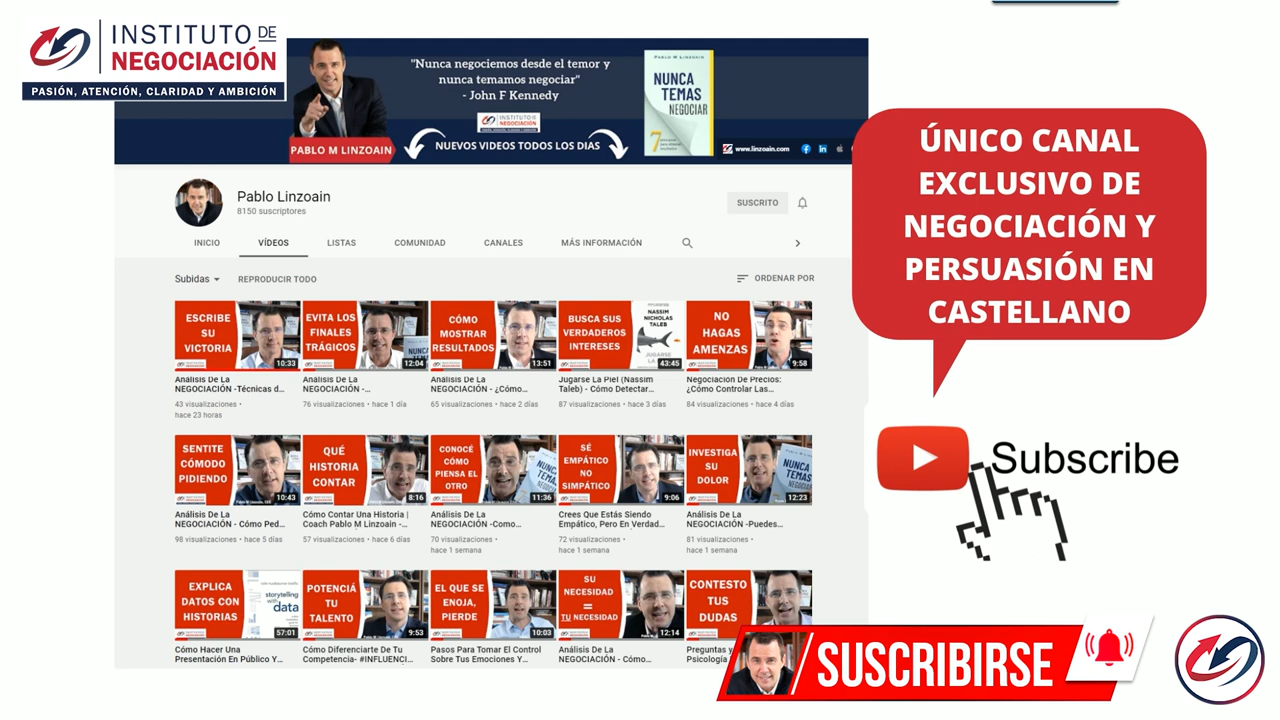 INSTITUTO DE
NEGOCIACIÓN
PASIÓN, ATENCIÓN, CLARIDAD Y AMBICIÓN
"Nunca negociemos desde el temor y
nunca temamos negociar"
- John F Kennedy
INSTITUTO DE
NEGOCIACIÓN
PABLO M LINZOAIN
NUEVOS VIDEOS TODOS LOS DIAS
PABLO M LINZOAIN
NUNCA
TEMAS
NEGOCIAR
7
www.linzoain.com
Pablo Linzoain
8150 suscriptores
SUSCRITO
INICIO VÍDEOS LISTAS COMUNIDAD CANALES MÁS INFORMACIÓN
Subidas REPRODUCIR TODO ORDENAR POR
ESCRIBE
SU
VICTORIA
10:33
EVITA LOS
FINALES
TRÁGICOS
12:04
CÓMO
MOSTRAR
RESULTADOS
13:51
BUSCA SUS
VERDADEROS
INTERESES
NASSIM
NICHOLAS
TALEB
JUGARSE
43:45
NO
HAGAS
AMENZAS
9:58
Análisis De La
NEGOCIACIÓN -Técnicas d...
43 visualizaciones •
hace 23 horas
Análisis De La
NEGOCIACIÓN -...
76 visualizaciones • hace 1 día
Análisis De La
NEGOCIACIÓN - ¿Cómo...
65 visualizaciones • hace 2 días
Jugarse La Piel (Nassim
Taleb) - Cómo Detectar...
87 visualizaciones • hace 3 días
Negociación De Precios:
¿Cómo Controlar Las...
84 visualizaciones • hace 4 días
SENTITE
CÓMODO
PIDIENDO
10:43
QUÉ
HISTORIA
CONTAR
8:16
CONOCÉ
CÓMO
PIENSA EL
OTRO
11:36
SÉ
EMPÁTICO
NO
SIMPÁTICO
9:06
INVESTIGA
SU
DOLOR
12:23
Análisis De La
NEGOCIACIÓN - Cómo Ped...
98 visualizaciones • hace 5 días
Cómo Contar Una Historia |
Coach Pablo M Linzoain -...
57 visualizaciones • hace 6 días
Análisis De La
NEGOCIACIÓN -Como...
70 visualizaciones •
hace 1 semana
Crees Que Estás Siendo
Empático, Pero En Verdad...
72 visualizaciones •
hace 1 semana
Análisis De La
NEGOCIACIÓN -Puedes...
81 visualizaciones •
hace 1 semana
EXPLICA
DATOS CON
HISTORIAS
storytelling
with
data
57:01
POTENCIÁ
TU
TALENTO
9:53
EL QUE SE
ENOJA,
PIERDE
10:03
SU
NECESIDAD
=
TU NECESIDAD
12:14
CONTESTO
TUS
DUDAS
Cómo Hacer Una
Presentación En Público Y...
Cómo Diferenciarte De Tu
Competencia- #INFLUENCI...
Pasos Para Tomar El Control
Sobre Tus Emociones Y...
Análisis De La
NEGOCIACIÓN - Cómo...
Preguntas y
Psicología
ÚNICO CANAL
EXCLUSIVO DE
NEGOCIACIÓN Y
PERSUASIÓN EN
CASTELLANO
Subscribe
SUSCRIBIRSE